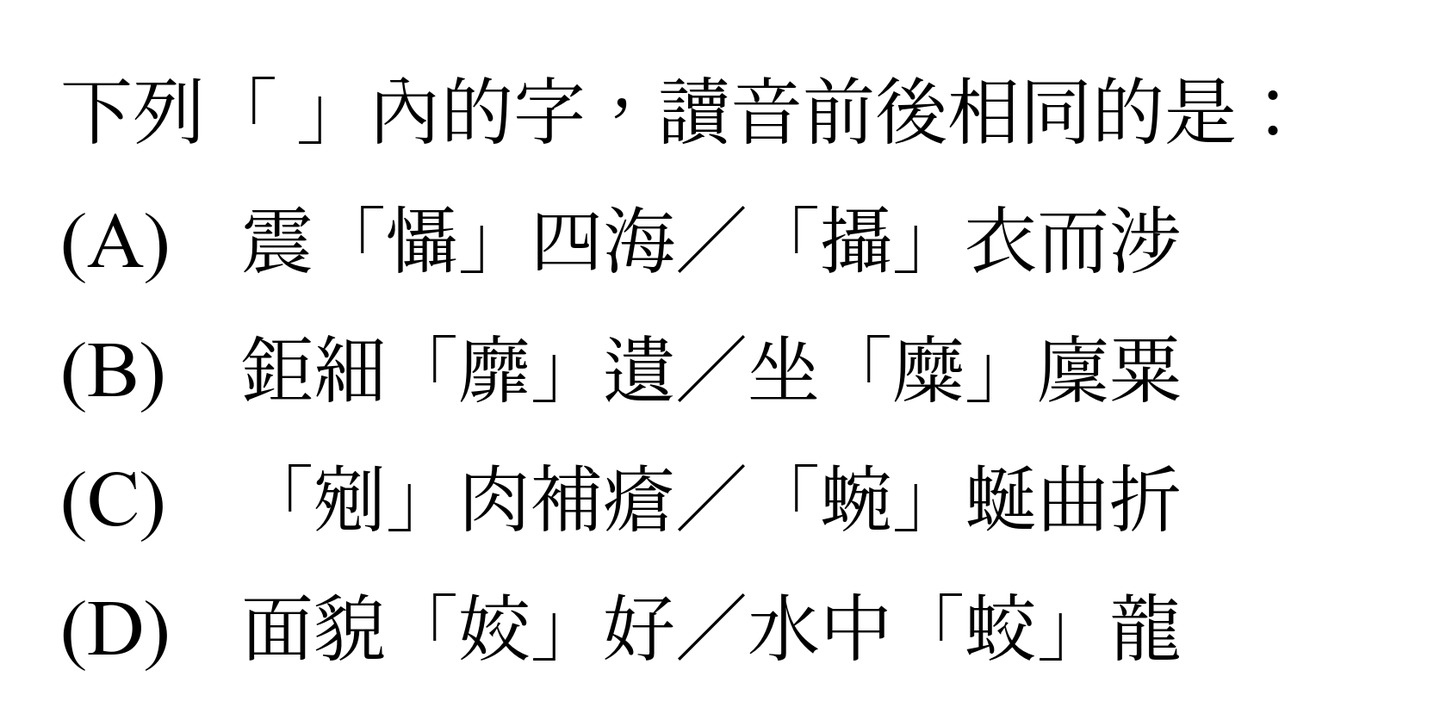 下列「 」內的字，讀音前後相同的是：
(A) 震「懾」四海／「攝」衣而涉
(B) 鉅細「靡」遺／坐「糜」廩粟
(C) 「剜」肉補瘡／「蜿」蜒曲折
(D) 面貌「姣」好／水中「蛟」龍